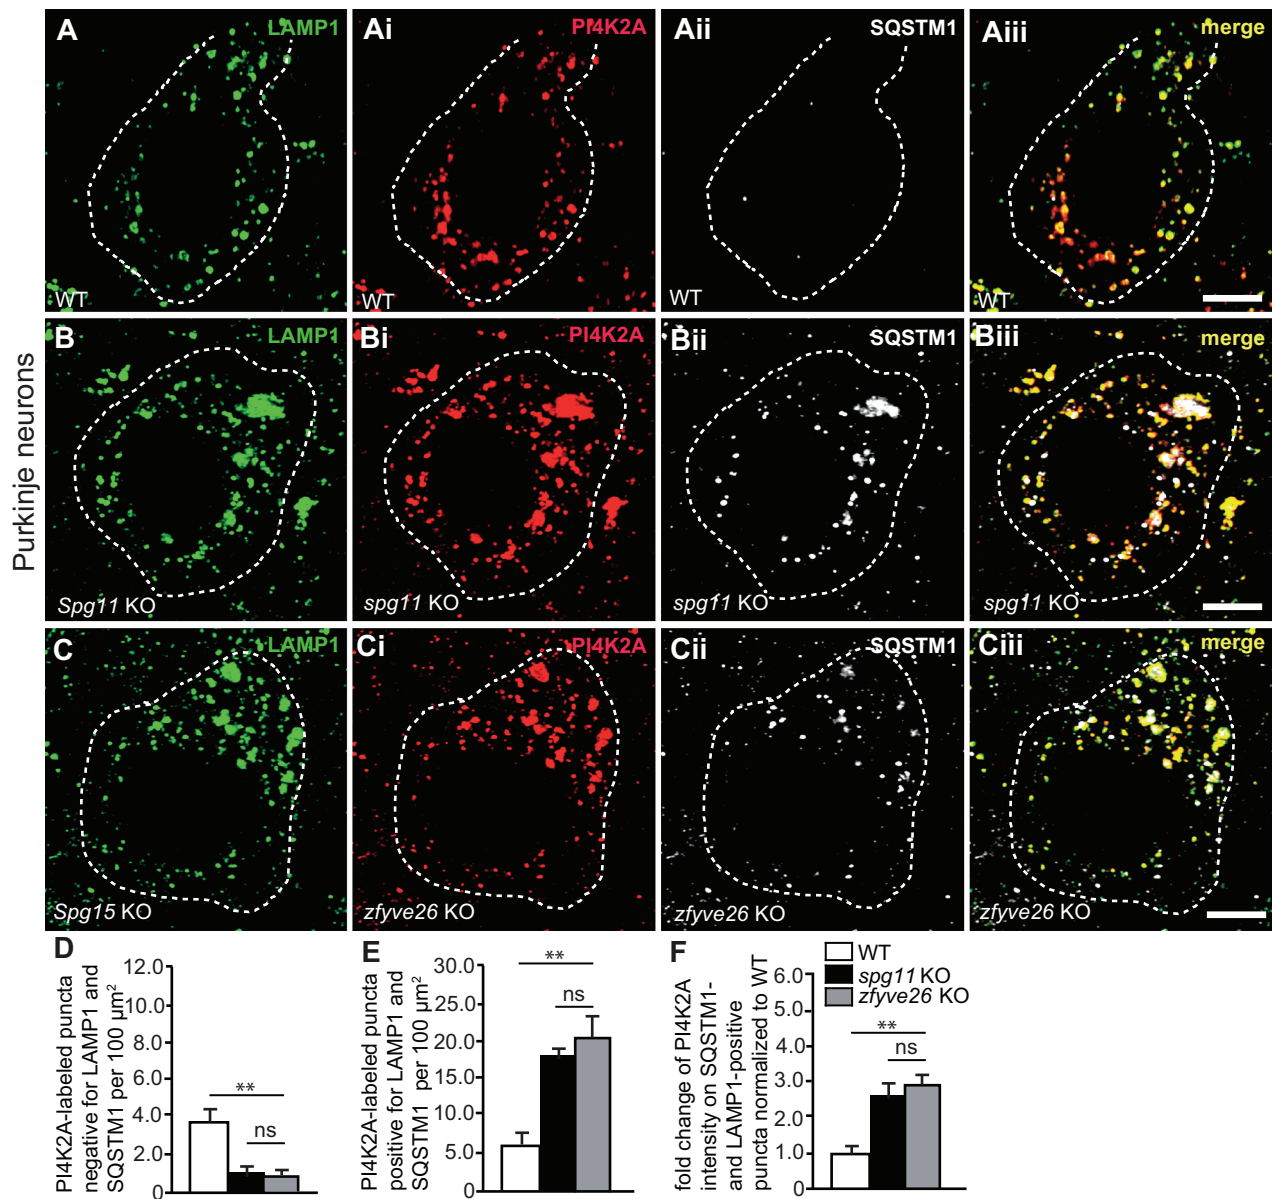 A LAMP1
Ai PI4K2A
Aii SQSTM1
Aiii merge
WT
WT
WT
WT
B LAMP1
Bi PI4K2A
Bii SQSTM1
Biii merge
Spg11 KO
spg11 KO
spg11 KO
spg11 KO
C LAMP1
Ci PI4K2A
Cii SQSTM1
Ciii merge
Spg15 KO
zfyve26 KO
zfyve26 KO
zfyve26 KO
Purkinje neurons
D
PI4K2A-labeled puncta
negative for LAMP1 and
SQSTM1 per 100 µm²
12.0
10.0
8.0
6.0
4.0
2.0
0
**
ns
E
PI4K2A-labeled puncta
positive for LAMP1 and
SQSTM1 per 100 µm²
30.0
25.0
20.0
15.0
10.0
5.0
0
**
ns
F
WT
spg11 KO
zfyve26 KO
fold change of PI4K2A
intensity on SQSTM1-
and LAMP1-positive
puncta normalized to WT
6.0
5.0
4.0
3.0
2.0
1.0
0
**
ns